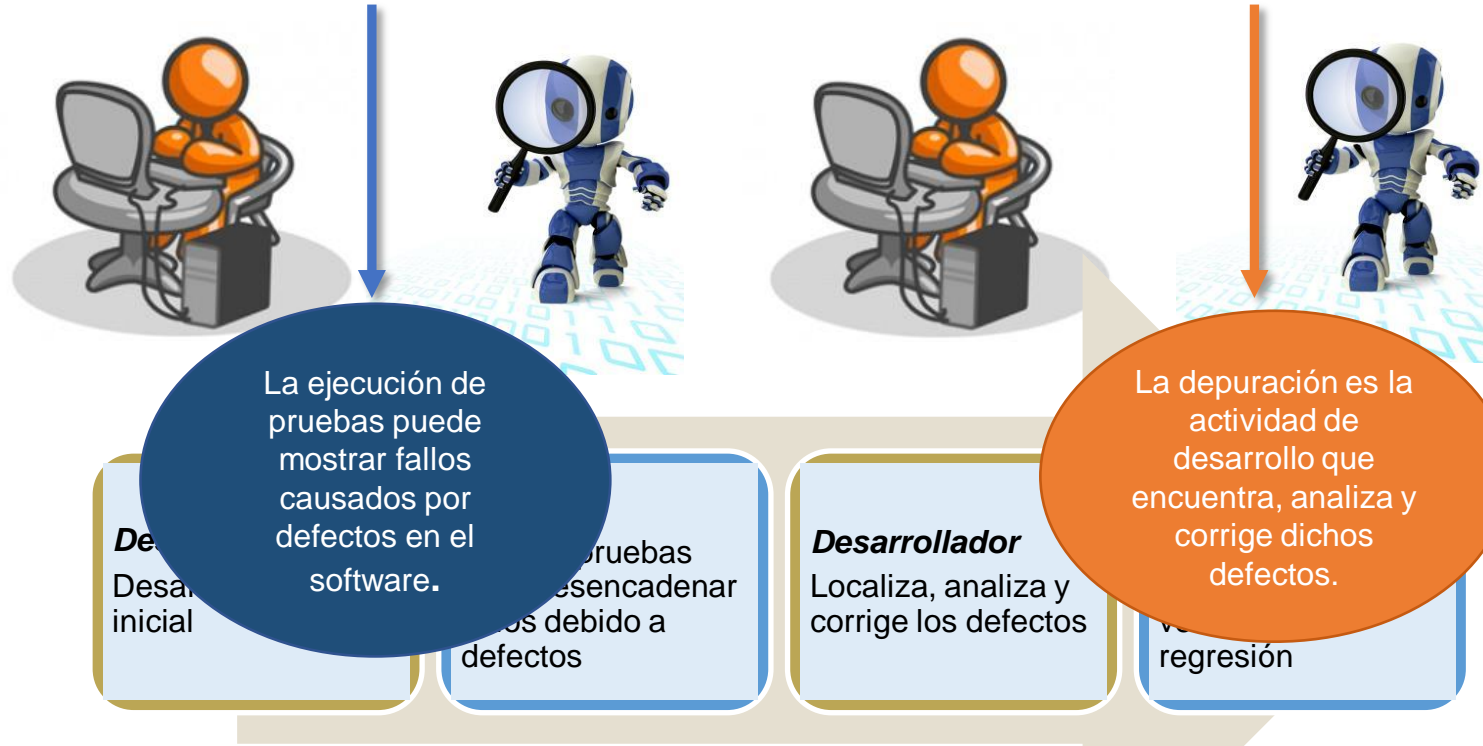 La ejecución de
pruebas puede
mostrar fallos
causados por
defectos en el
software.
La depuración es la
actividad de
desarrollo que
encuentra, analiza y
corrige dichos
defectos.
inicial
pruebas
debido a
defectos
Desarrollador
Localiza, analiza y
corrige los defectos
regresión